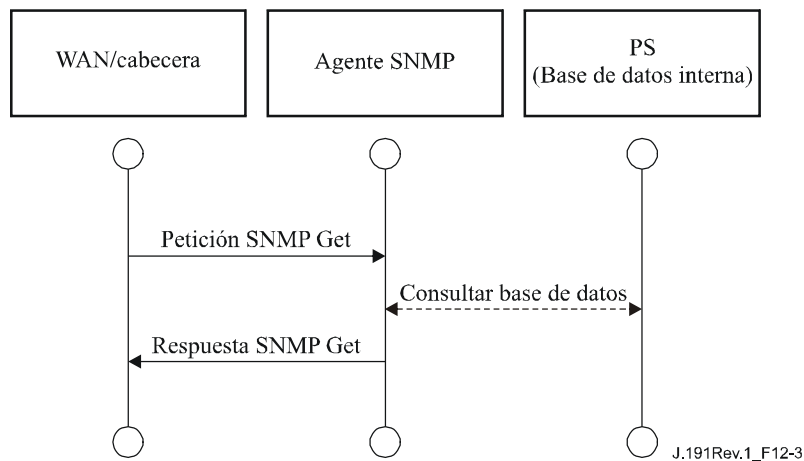 WAN/cabecera
Agente SNMP
PS
(Base de datos interna)
Petición SNMP Get
Consultar base de datos
Respuesta SNMP Get
J.191Rev.1_F12-3